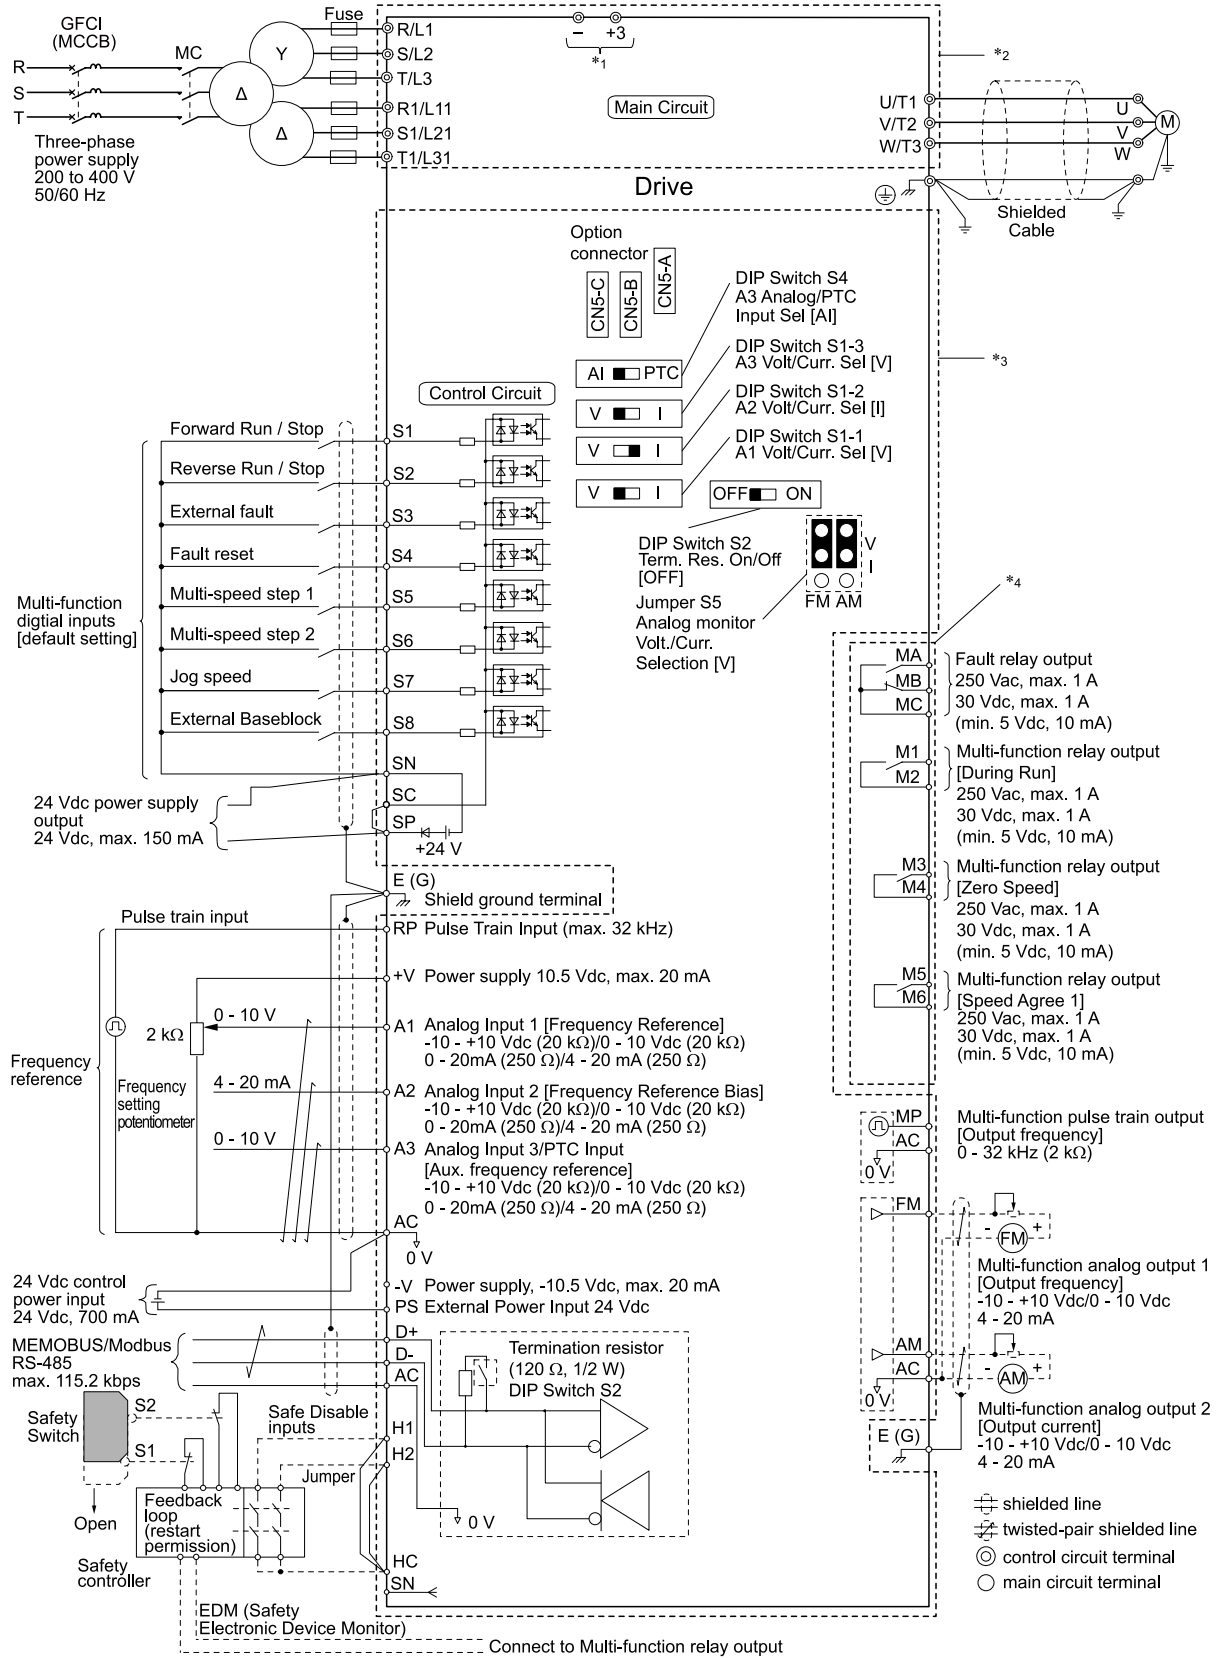 GFCI
(MCCB)
MC
Fuse
R
S
T
Y
Δ
Δ
Three-phase
power supply
200 to 400 V
50/60 Hz
R/L1
S/L2
T/L3
R1/L11
S1/L21
T1/L31
−
+3
*1
Main Circuit
*2
U/T1
V/T2
W/T3
U
V
W
M
Drive
Shielded
Cable
Option
connector
CN5-C
CN5-B
CN5-A
DIP Switch S4
A3 Analog/PTC
Input Sel [AI]
DIP Switch S1-3
A3 Volt/Curr. Sel [V]
DIP Switch S1-2
A2 Volt/Curr. Sel [I]
DIP Switch S1-1
A1 Volt/Curr. Sel [V]
*3
AI PTC
V I
V I
V I
OFF ON
Control Circuit
DIP Switch S2
Term. Res. On/Off
[OFF]
Jumper S5
Analog monitor
Volt./Curr.
Selection [V]
V
I
FM AM
*4
Multi-function
digtial inputs
[default setting]
Forward Run / Stop
S1
Reverse Run / Stop
S2
External fault
S3
Fault reset
S4
Multi-speed step 1
S5
Multi-speed step 2
S6
Jog speed
S7
External Baseblock
S8
SN
SC
SP
+24 V
24 Vdc power supply
output
24 Vdc, max. 150 mA
E (G)
Shield ground terminal
MA
MB
MC
Fault relay output
250 Vac, max. 1 A
30 Vdc, max. 1 A
(min. 5 Vdc, 10 mA)
M1
M2
Multi-function relay output
[During Run]
250 Vac, max. 1 A
30 Vdc, max. 1 A
(min. 5 Vdc, 10 mA)
M3
M4
Multi-function relay output
[Zero Speed]
250 Vac, max. 1 A
30 Vdc, max. 1 A
(min. 5 Vdc, 10 mA)
M5
M6
Multi-function relay output
[Speed Agree 1]
250 Vac, max. 1 A
30 Vdc, max. 1 A
(min. 5 Vdc, 10 mA)
Frequency
reference
Pulse train input
RP Pulse Train Input (max. 32 kHz)
+V Power supply 10.5 Vdc, max. 20 mA
2 kΩ
0 - 10 V
Frequency
setting
potentiometer
A1 Analog Input 1 [Frequency Reference]
-10 - +10 Vdc (20 kΩ)/0 - 10 Vdc (20 kΩ)
0 - 20mA (250 Ω)/4 - 20 mA (250 Ω)
4 - 20 mA
A2 Analog Input 2 [Frequency Reference Bias]
-10 - +10 Vdc (20 kΩ)/0 - 10 Vdc (20 kΩ)
0 - 20mA (250 Ω)/4 - 20 mA (250 Ω)
0 - 10 V
A3 Analog Input 3/PTC Input
[Aux. frequency reference]
-10 - +10 Vdc (20 kΩ)/0 - 10 Vdc (20 kΩ)
0 - 20mA (250 Ω)/4 - 20 mA (250 Ω)
AC
0 V
MP
AC
0 V
Multi-function pulse train output
[Output frequency]
0 - 32 kHz (2 kΩ)
FM
-
+
FM
Multi-function analog output 1
[Output frequency]
-10 - +10 Vdc/0 - 10 Vdc
4 - 20 mA
AM
AC
0 V
-
+
AM
Multi-function analog output 2
[Output current]
-10 - +10 Vdc/0 - 10 Vdc
4 - 20 mA
E (G)
24 Vdc control
power input
24 Vdc, 700 mA
-V Power supply, -10.5 Vdc, max. 20 mA
PS External Power Input 24 Vdc
MEMOBUS/Modbus
RS-485
max. 115.2 kbps
D+
D-
AC
Termination resistor
(120 Ω, 1/2 W)
DIP Switch S2
0 V
Safety
Switch
S2
S1
Open
Safe Disable
inputs
Jumper
H1
H2
HC
SN
Feedback
loop
(restart
permission)
Safety
controller
EDM (Safety
Electronic Device Monitor)
Connect to Multi-function relay output
shielded line
twisted-pair shielded line
control circuit terminal
main circuit terminal